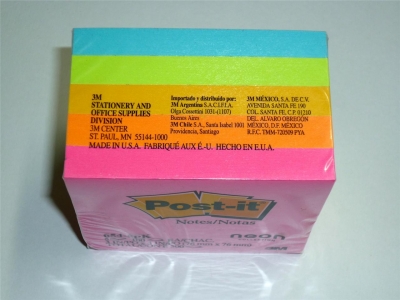 3M
STATIONERY AND
OFFICE SUPPLIES
DIVISION
3M CENTER
ST. PAUL, MN 55144-1000
Importado y distribuido por:
3M Argentina S.A.C.I.F.I.A.
Olga Cossettini 1031-(1107)
Buenos Aires
3M Chile S.A., Santa Isabel 1001
Providencia, Santiago
3M MÉXICO, S.A. DE C.V.
AVENIDA SANTA FE 190
COL. SANTA FE, C.P. 01210
DEL. ALVARO OBREGÓN
MÉXICO, D.F. MÉXICO
R.F.C. TMM-720509 PYA
MADE IN U.S.A. FABRIQUÉ AUX É-U. HECHO EN E.U.A.
Post-it
Notes/Notas
neon
3M